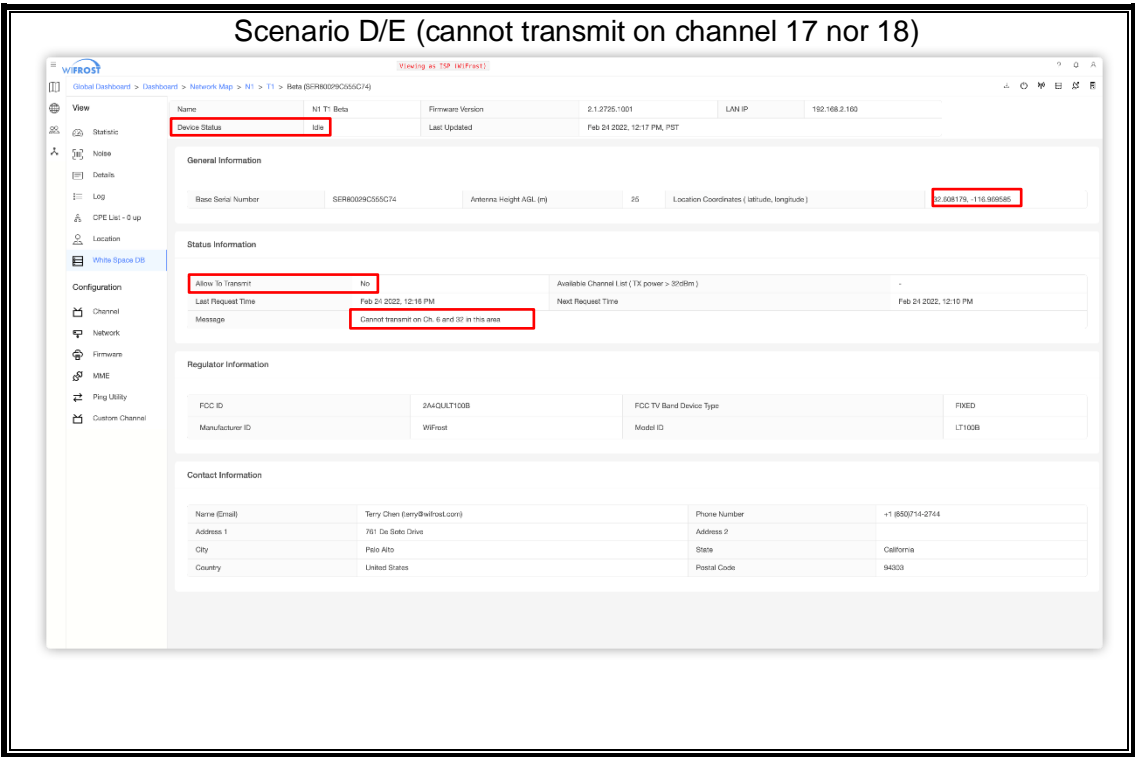 Scenario D/E (cannot transmit on channel 17 nor 18)
WiFROST
Viewing as ISP (WiFrost)
Global Dashboard > Dashboard > Network Map > N1 > T1 > Beta (SER80029C555C74)
View
Statistic
Noise
Details
Log
CPE List - 0 up
Location
White Space DB
Configuration
Channel
Network
Firmware
MME
Ping Utility
Custom Channel
Name N1 T1 Beta Firmware Version 2.1.2725.1001 LAN IP 192.168.2.160
Device Status Idle Last Updated Feb 24 2022, 12:17 PM, PST
General Information
Base Serial Number SER80029C555C74 Antenna Height AGL (m) 25 Location Coordinates ( latitude, longitude ) 32.608179, -116.969585
Status Information
Allow To Transmit No Available Channel List ( TX power > 32dBm ) -
Last Request Time Feb 24 2022, 12:16 PM Next Request Time Feb 24 2022, 12:10 PM
Message Cannot transmit on Ch. 6 and 32 in this area
Regulator Information
FCC ID 2A4QULT100B FCC TV Band Device Type FIXED
Manufacturer ID WiFrost Model ID LT100B
Contact Information
Name (Email) Terry Chen (terry@wifrost.com) Phone Number +1 (650)714-2744
Address 1 761 De Soto Drive Address 2
City Palo Alto State California
Country United States Postal Code 94303